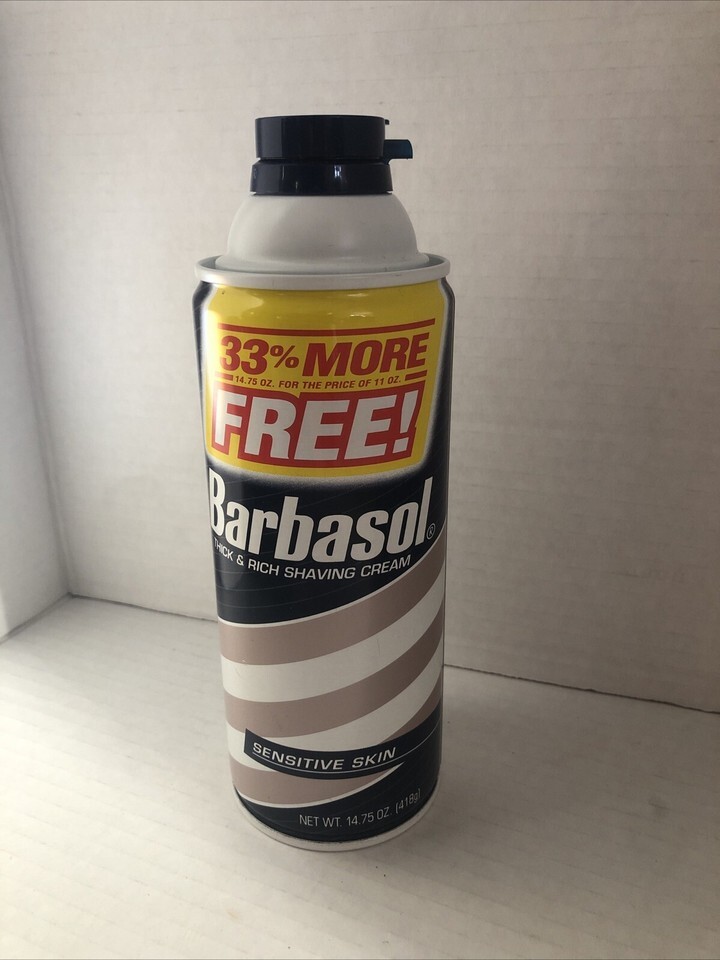 33% MORE
14.75 OZ. FOR THE PRICE OF 11 OZ.
FREE!
Barbasol®
THICK & RICH SHAVING CREAM
SENSITIVE SKIN
NET WT. 14.75 OZ. (418g)